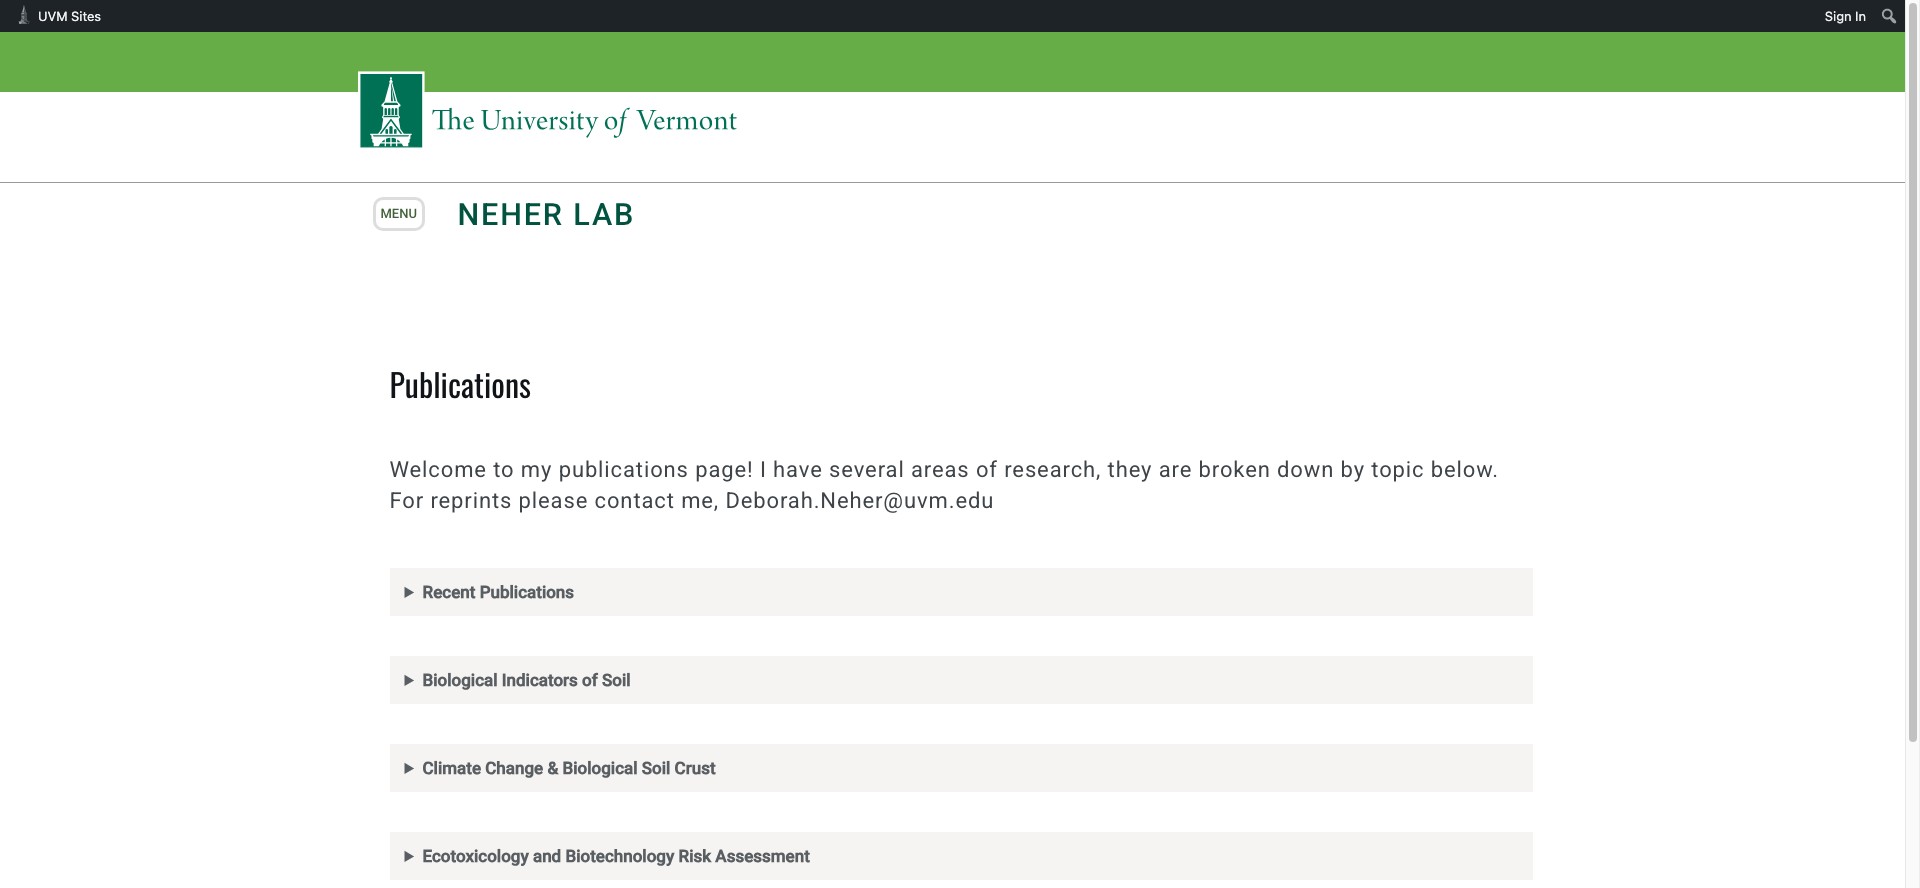 UVM Sites
Sign In
The University of Vermont
MENU
NEHER LAB
Publications
Welcome to my publications page! I have several areas of research, they are broken down by topic below.
For reprints please contact me, Deborah.Neher@uvm.edu
Recent Publications
Biological Indicators of Soil
Climate Change & Biological Soil Crust
Ecotoxicology and Biotechnology Risk Assessment